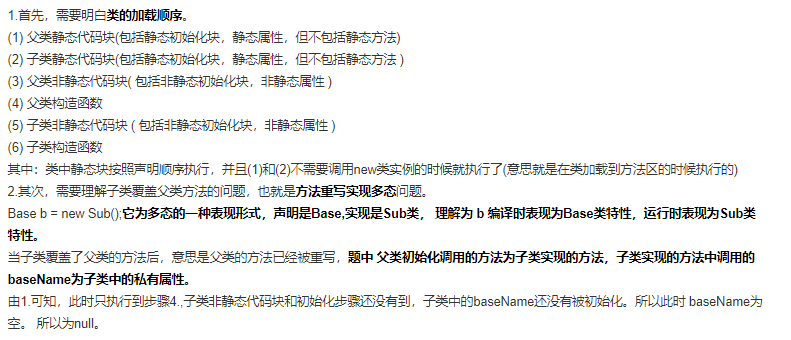 1.首先，需要明白类的加载顺序。
(1) 父类静态代码块(包括静态初始化块，静态属性，但不包括静态方法)
(2) 子类静态代码块(包括静态初始化块，静态属性，但不包括静态方法 )
(3) 父类非静态代码块( 包括非静态初始化块，非静态属性 )
(4) 父类构造函数
(5) 子类非静态代码块 ( 包括非静态初始化块，非静态属性 )
(6) 子类构造函数
其中：类中静态块按照声明顺序执行，并且(1)和(2)不需要调用new类实例的时候就执行了(意思就是在类加载到方法区的时候执行的)
2.其次，需要理解子类覆盖父类方法的问题，也就是方法重写实现多态问题。
Base b = new Sub();它为多态的一种表现形式，声明是Base,实现是Sub类， 理解为 b 编译时表现为Base类特性，运行时表现为Sub类
特性。
当子类覆盖了父类的方法后，意思是父类的方法已经被重写，题中 父类初始化调用的方法为子类实现的方法，子类实现的方法中调用的
baseName为子类中的私有属性。
由1.可知，此时只执行到步骤4.,子类非静态代码块和初始化步骤还没有到，子类中的baseName还没有被初始化。所以此时 baseName为
空。 所以为null。